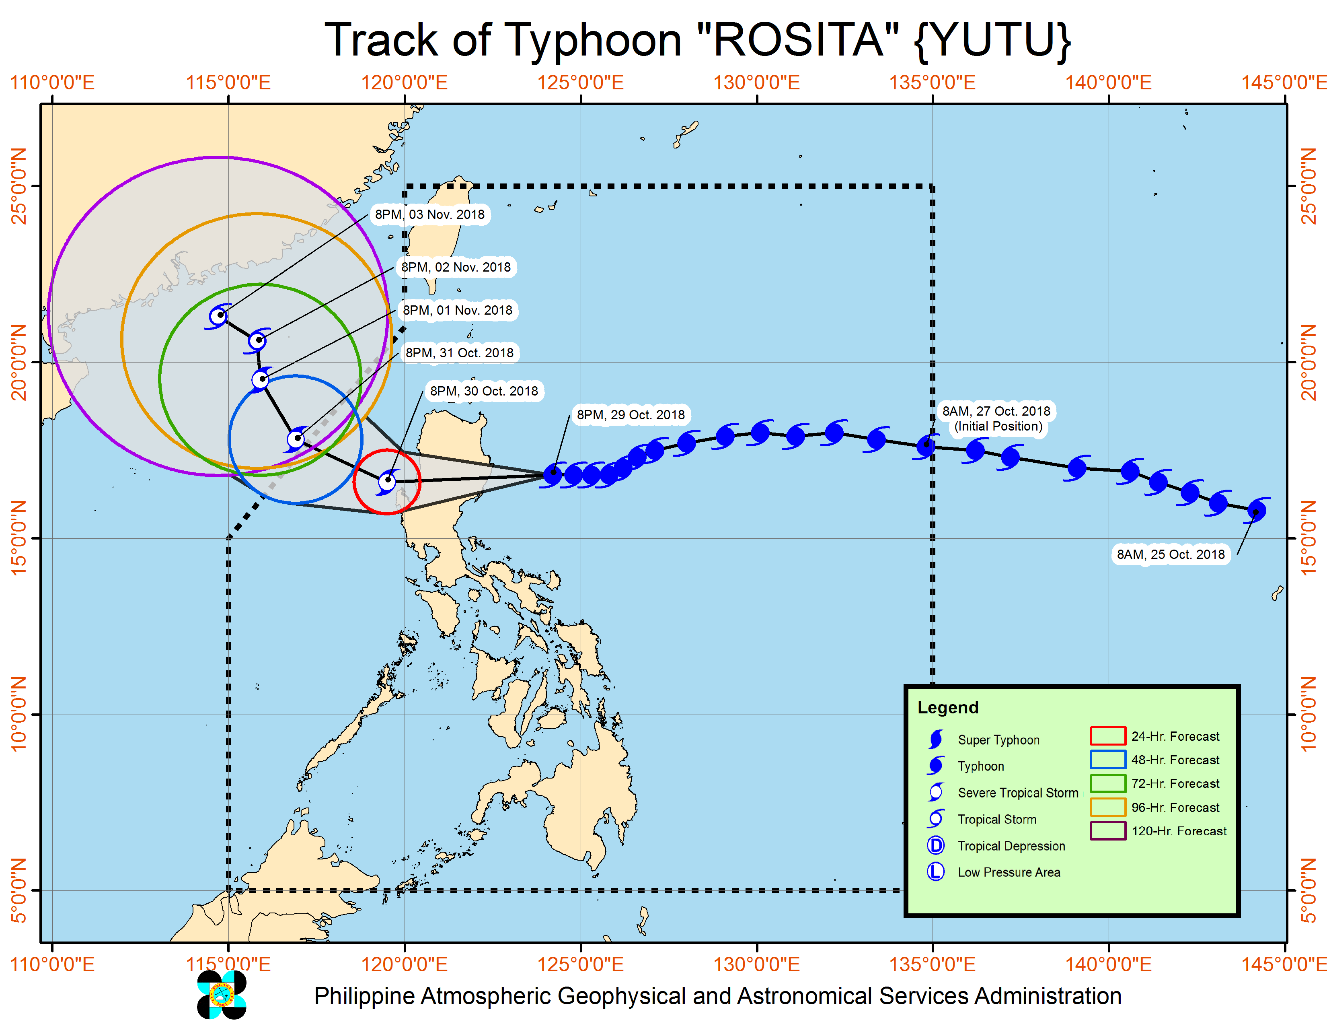 Track of Typhoon "ROSITA" {YUTU}
110°0'0"E 115°0'0"E 120°0'0"E 125°0'0"E 130°0'0"E 135°0'0"E 140°0'0"E 145°0'0"E
25°0'0"N 25°0'0"N
20°0'0"N 20°0'0"N
15°0'0"N 15°0'0"N
10°0'0"N 10°0'0"N
5°0'0"N 5°0'0"N
8PM, 03 Nov. 2018
8PM, 02 Nov. 2018
8PM, 01 Nov. 2018
8PM, 31 Oct. 2018
8PM, 30 Oct. 2018
8PM, 29 Oct. 2018
8AM, 27 Oct. 2018
(Initial Position)
8AM, 25 Oct. 2018
Legend
Super Typhoon
Typhoon
Severe Tropical Storm
Tropical Storm
D Tropical Depression
L Low Pressure Area
24-Hr. Forecast
48-Hr. Forecast
72-Hr. Forecast
96-Hr. Forecast
120-Hr. Forecast
110°0'0"E 115°0'0"E 120°0'0"E 125°0'0"E 130°0'0"E 135°0'0"E 140°0'0"E 145°0'0"E
Philippine Atmospheric Geophysical and Astronomical Services Administration